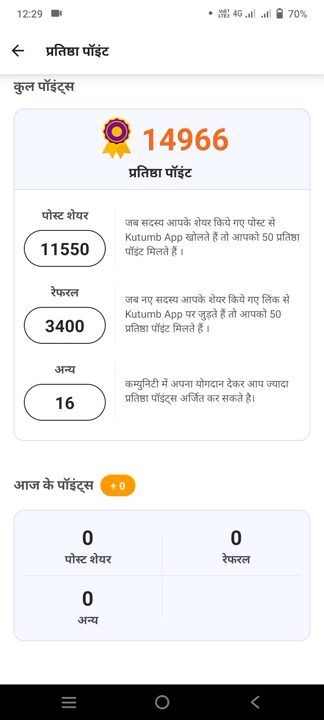 12:29 4G 70%
प्रतिष्ठा पॉइंट
कुल पॉइंट्स
14966
प्रतिष्ठा पॉइंट
पोस्ट शेयर
11550
जब सदस्य आपके शेयर किये गए पोस्ट से
Kutumb App खोलते हैं तो आपको 50 प्रतिष्ठा
पॉइंट मिलते हैं ।
रेफरल
3400
जब नए सदस्य आपके शेयर किये गए लिंक से
Kutumb App पर जुड़ते हैं तो आपको 50
प्रतिष्ठा पॉइंट मिलते हैं ।
अन्य
16
कम्युनिटी में अपना योगदान देकर आप ज्यादा
प्रतिष्ठा पॉइंट्स अर्जित कर सकते है।
आज के पॉइंट्स + 0
0 0
पोस्ट शेयर रेफरल
0
अन्य